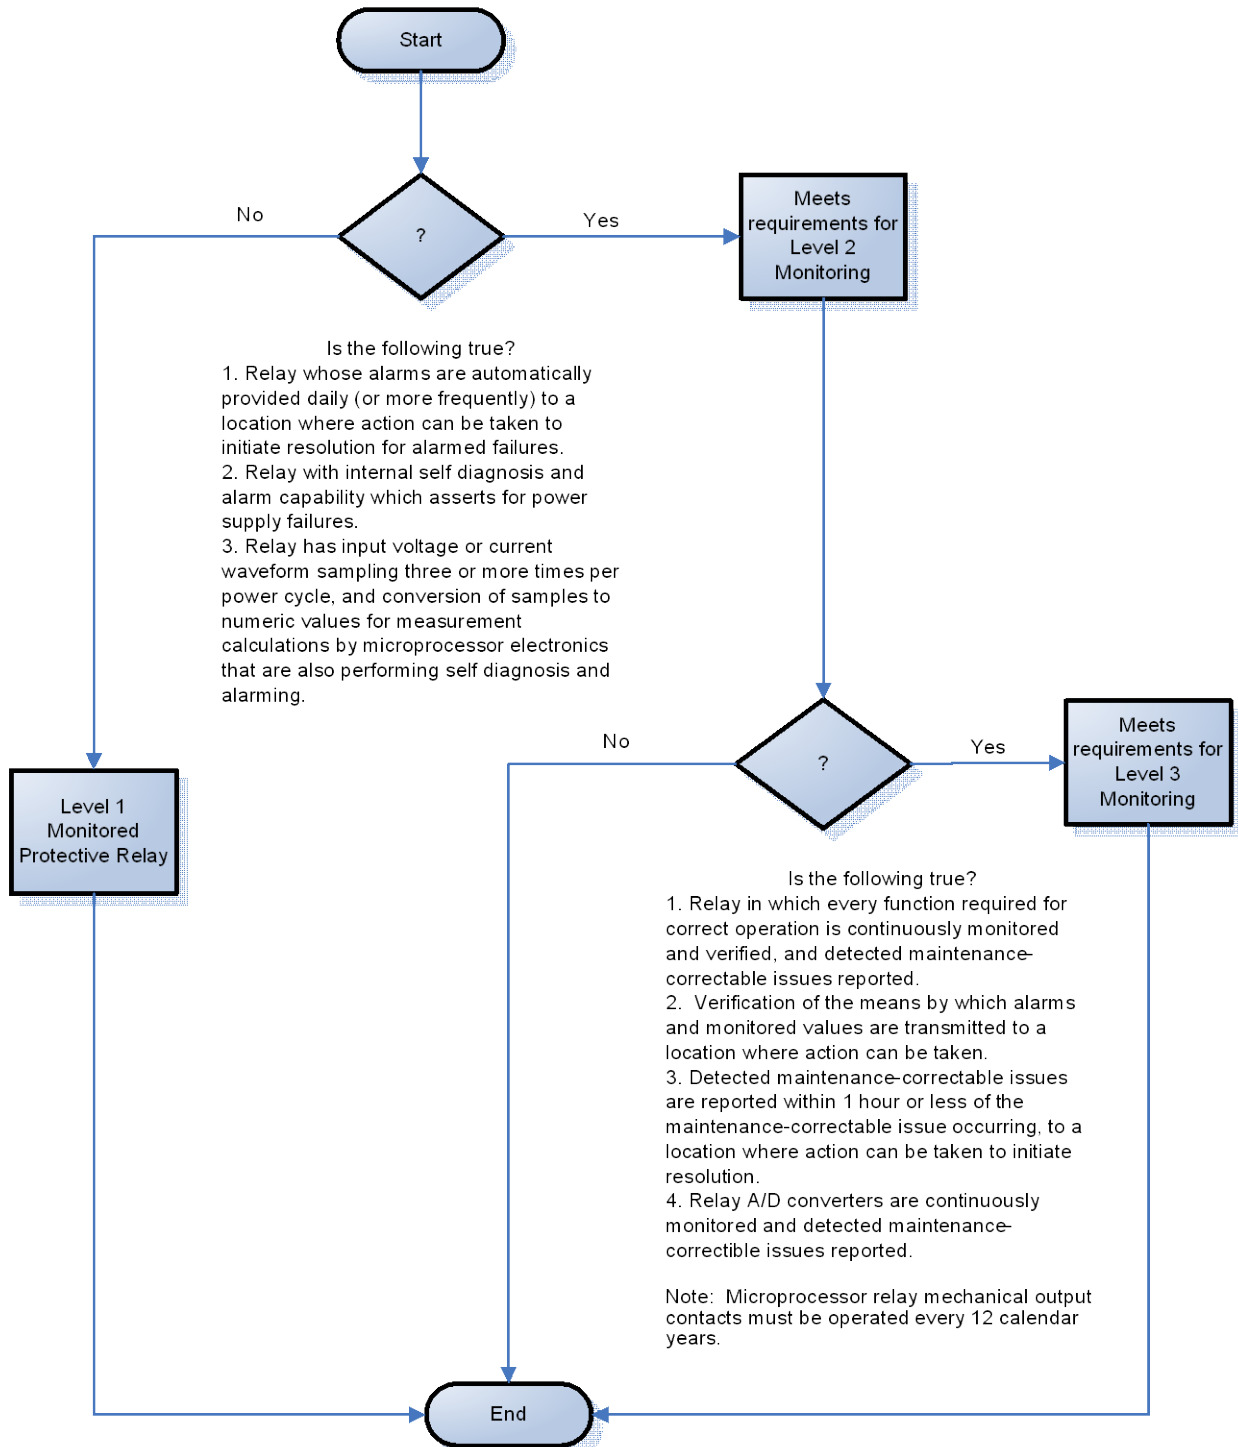 Start
No
?
Yes
Meets
requirements for
Level 2
Monitoring
Is the following true?
1. Relay whose alarms are automatically
provided daily (or more frequently) to a
location where action can be taken to
initiate resolution for alarmed failures.
2. Relay with internal self diagnosis and
alarm capability which asserts for power
supply failures.
3. Relay has input voltage or current
waveform sampling three or more times per
power cycle, and conversion of samples to
numeric values for measurement
calculations by microprocessor electronics
that are also performing self diagnosis and
alarming.
No
?
Yes
Meets
requirements for
Level 3
Monitoring
Level 1
Monitored
Protective Relay
Is the following true?
1. Relay in which every function required for
correct operation is continuously monitored
and verified, and detected maintenance-
correctable issues reported.
2.  Verification of the means by which alarms
and monitored values are transmitted to a
location where action can be taken.
3. Detected maintenance-correctable issues
are reported within 1 hour or less of the
maintenance-correctable issue occurring, to a
location where action can be taken to initiate
resolution.
4. Relay A/D converters are continuously
monitored and detected maintenance-
correctible issues reported.
Note:  Microprocessor relay mechanical output
contacts must be operated every 12 calendar
years.
End